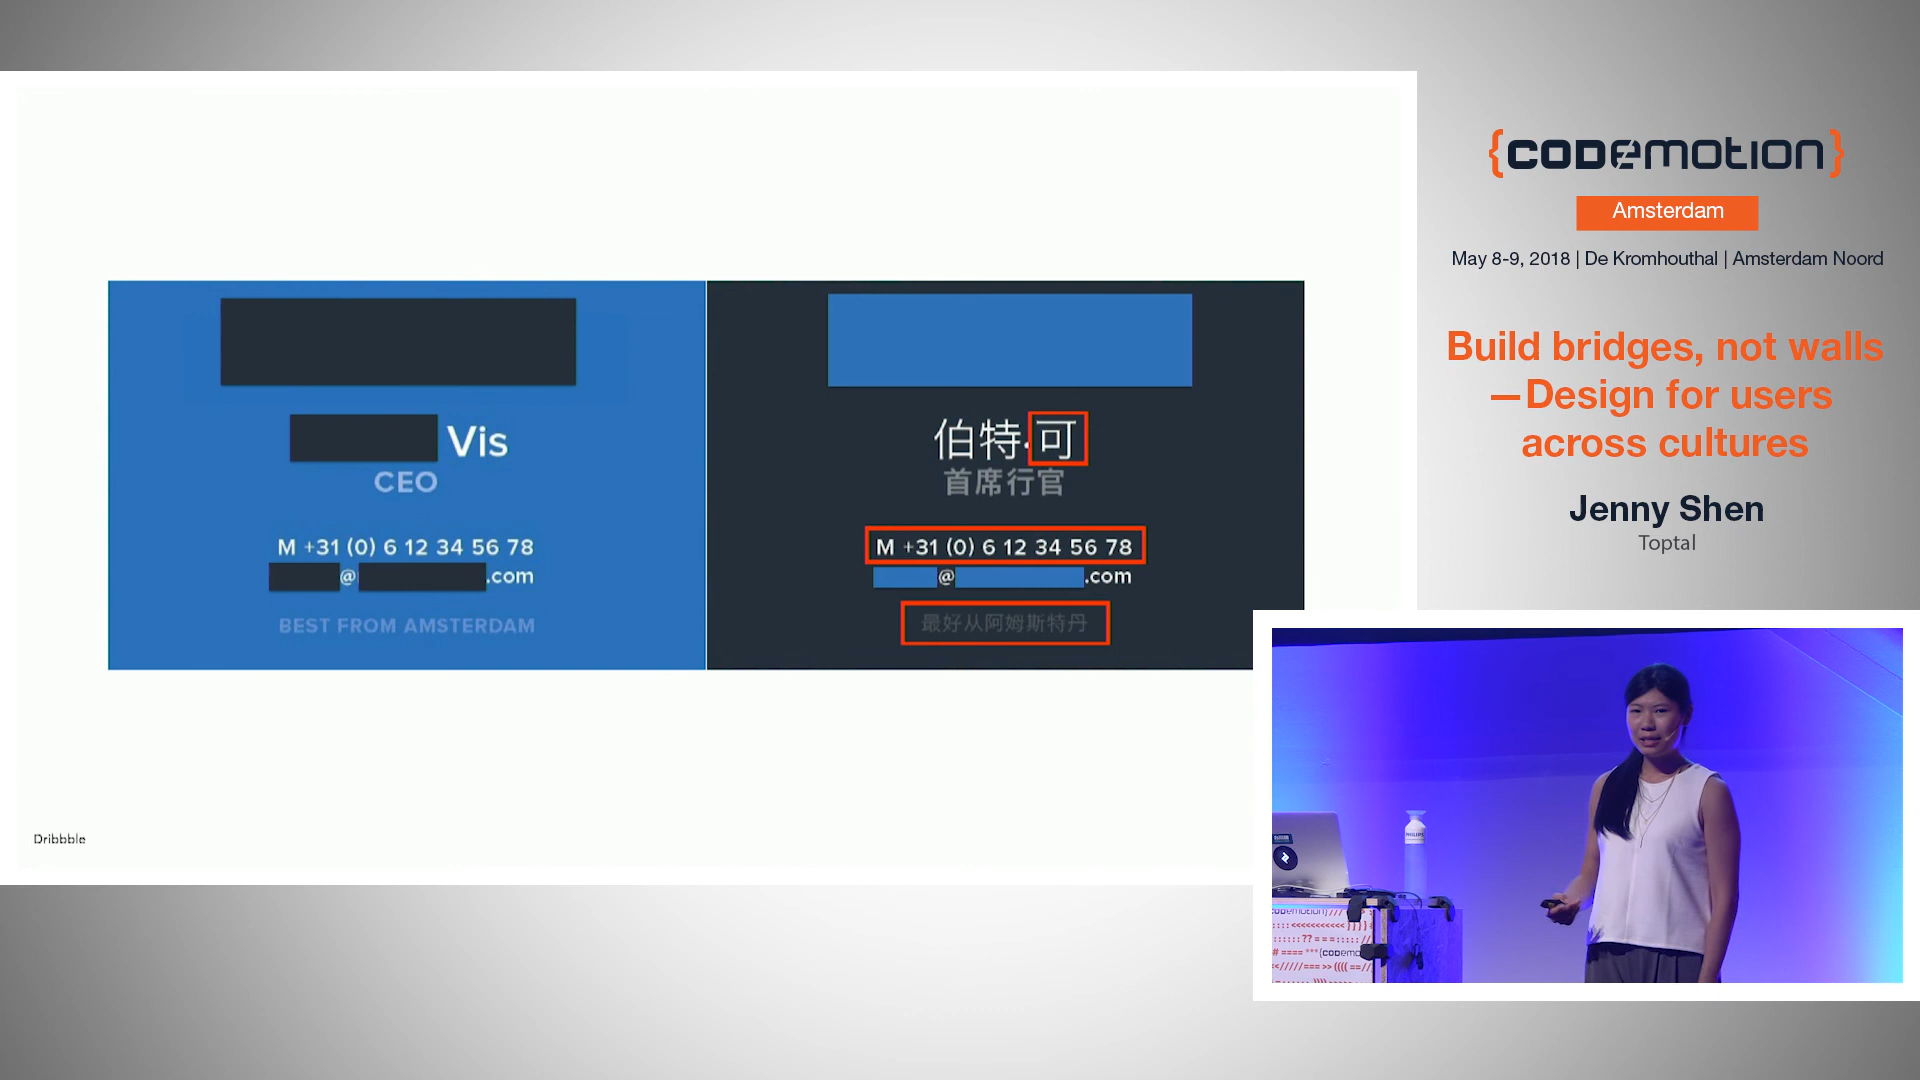 {CODEMOTION}
Amsterdam
May 8-9, 2018 | De Kromhouthal | Amsterdam Noord
Build bridges, not walls
—Design for users
across cultures
Jenny Shen
Toptal
Vis
CEO
M +31 (0) 6 12 34 56 78
@ .com
BEST FROM AMSTERDAM
伯特·可
首席行官
M +31 (0) 6 12 34 56 78
@ .com
最好从阿姆斯特丹
Dribbble
PHILIPS